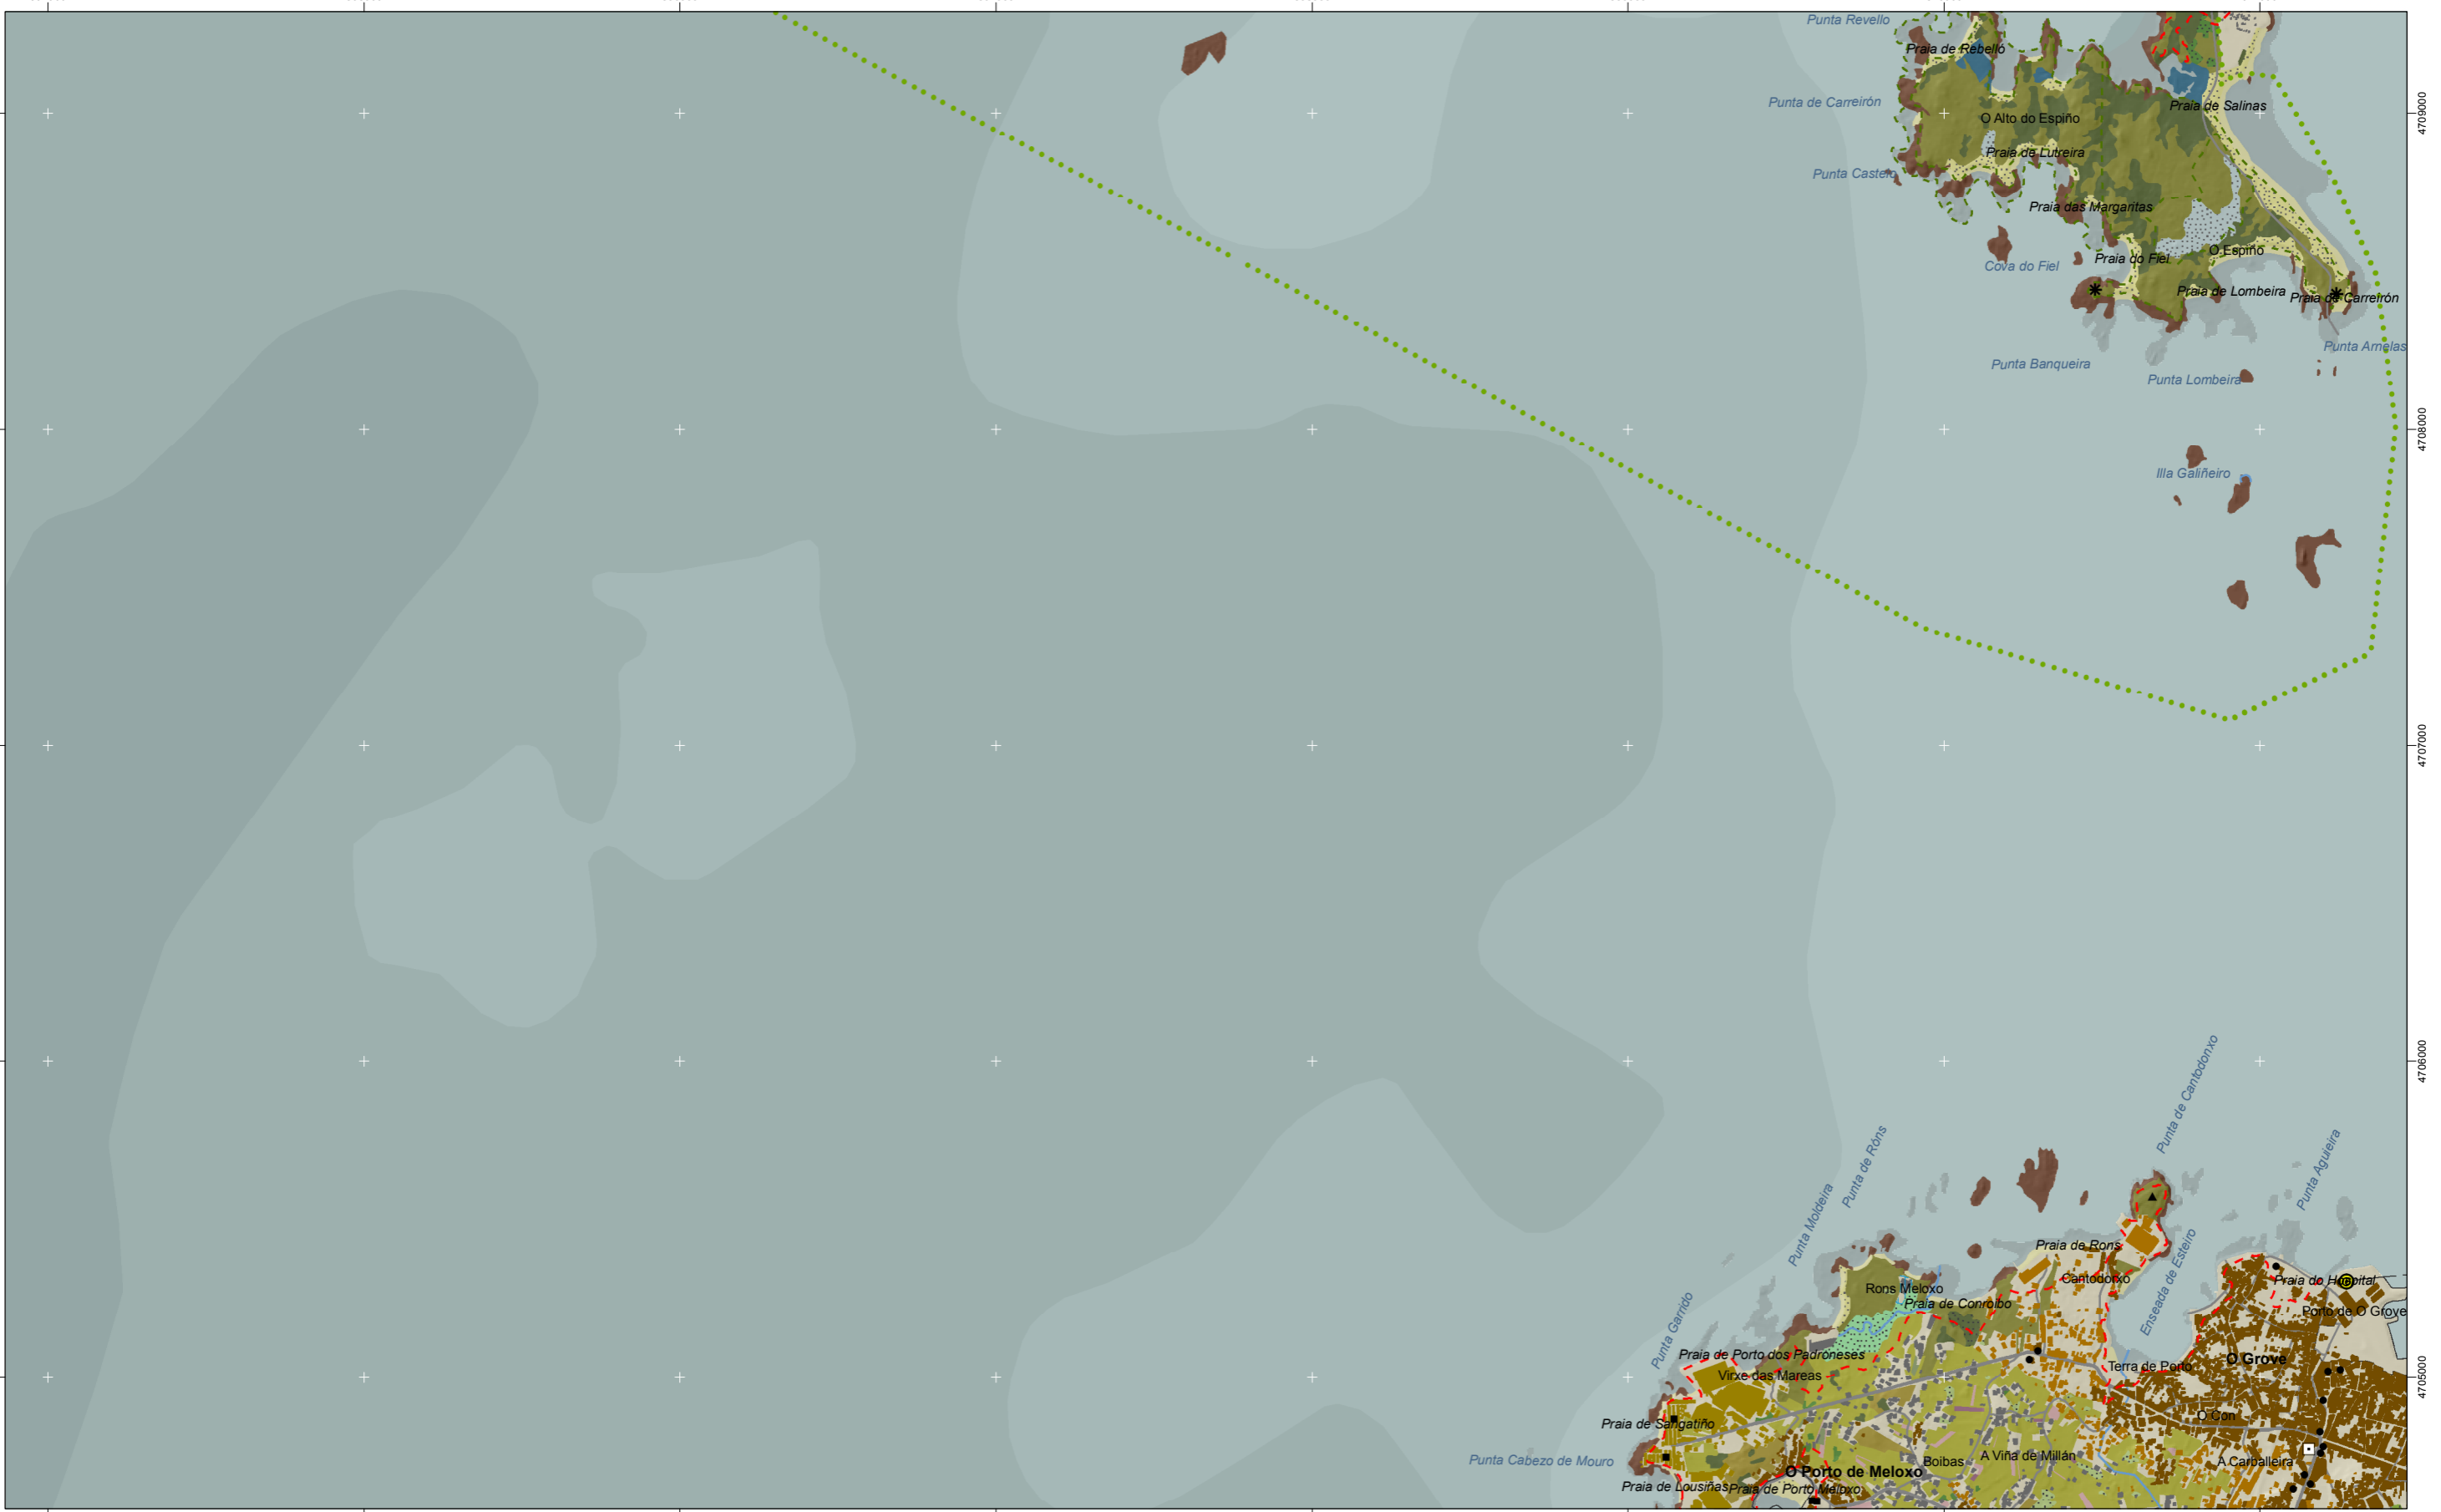 Punta Revello
Praia de Rebelló
Punta de Carreirón
Praia de Salinas
O Alto do Espiño
Praia de Lutreira
Punta Castelo
Praia das Margaritas
O Espiño
Praia do Fiel
Cova do Fiel
Praia de Lombeira
Praia de Carreirón
Punta Arnelas
Punta Banqueira
Punta Lombeira
Illa Galiñeiro
4709000
4708000
4707000
4706000
4705000
Punta de Cantodorxo
Punta de Róns
Punta Aguieira
Punta Moldeira
Praia de Rons
Enseada de Esteiro
Cantodorxo
Praia do Hospital
Rons Meloxo
Praia de Conrolbo
Porto de O Grove
Punta Garrido
Praia de Porto dos Padróneses
O Grove
Terra de Porto
Virxe das Mareas
Praia de Sangatiño
O Con
Punta Cabezo de Mouro
A Viña de Millán
Boibas
A Carballeira
O Porto de Meloxo
Praia de Lousiñas
Praia de Porto Meloxo